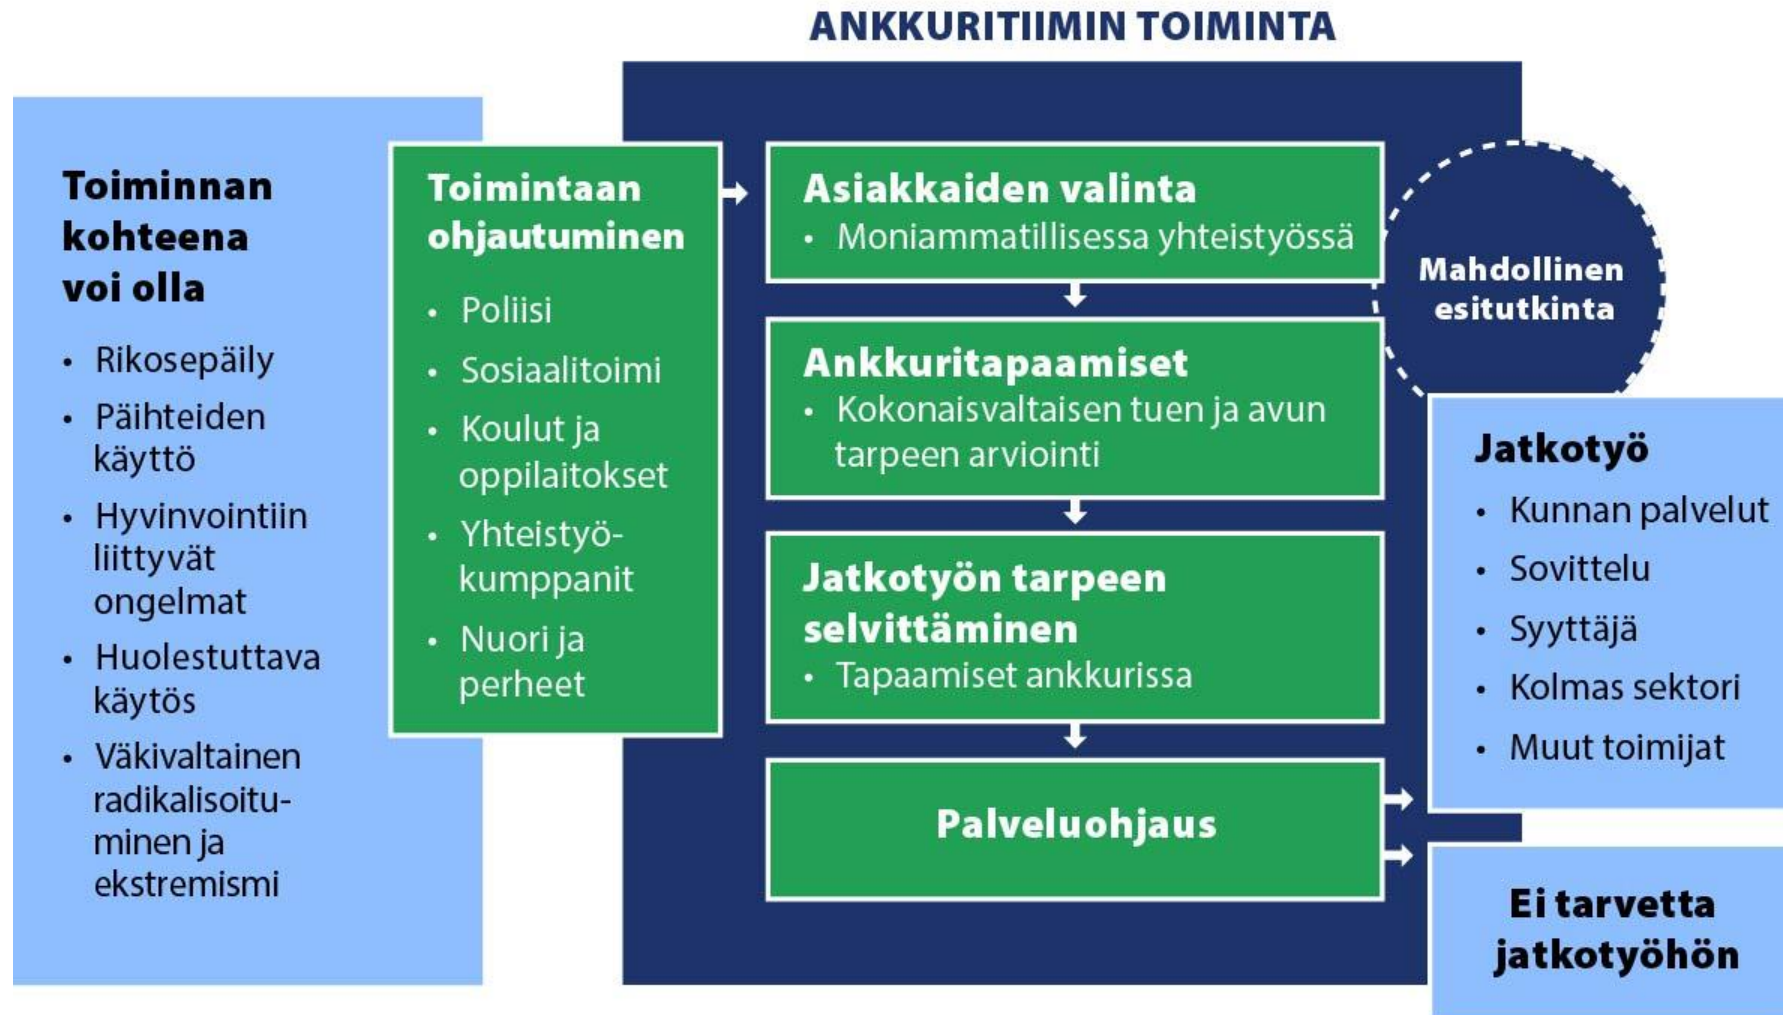 ANKKURITIIMIN TOIMINTA
Toiminnan
kohteena
voi olla
• Rikosepäily
• Päihteiden
käyttö
• Hyvinvointiin
liittyvät
ongelmat
• Huolestuttava
käytös
• Väkivaltainen
radikalisoitu-
minen ja
ekstremismi
Toimintaan
ohjautuminen
• Poliisi
• Sosiaalitoimi
• Koulut ja
oppilaitokset
• Yhteistyö-
kumppanit
• Nuori ja
perheet
Asiakkaiden valinta
• Moniammatillisessa yhteistyössä
Ankkuritapaamiset
• Kokonaisvaltaisen tuen ja avun
tarpeen arviointi
Jatkotyön tarpeen
selvittäminen
• Tapaamiset ankkurissa
Palveluohjaus
Mahdollinen
esitutkinta
Jatkotyö
• Kunnan palvelut
• Sovittelu
• Syyttäjä
• Kolmas sektori
• Muut toimijat
Ei tarvetta
jatkotyöhön